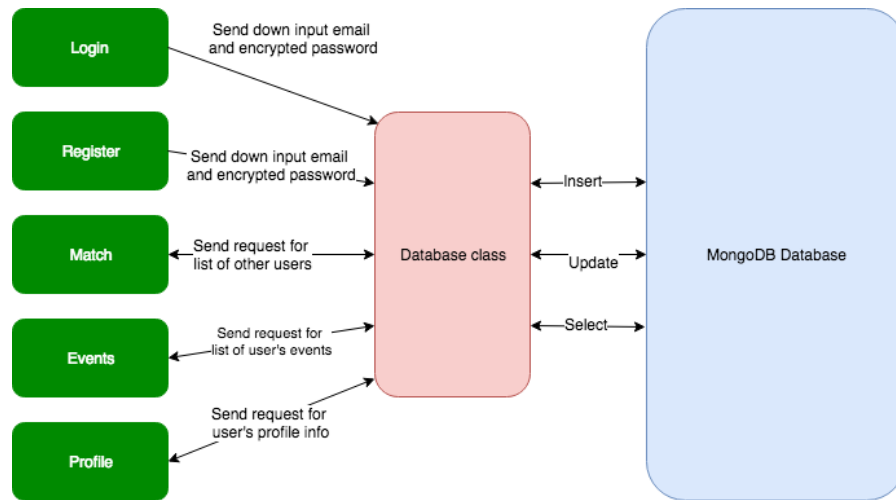 Login
Send down input email
and encrypted password
Register
Send down input email
and encrypted password
Insert
Match
Send request for
list of other users
Database class
Update
MongoDB Database
Events
Send request for
list of user's events
Select
Profile
Send request for
user's profile info